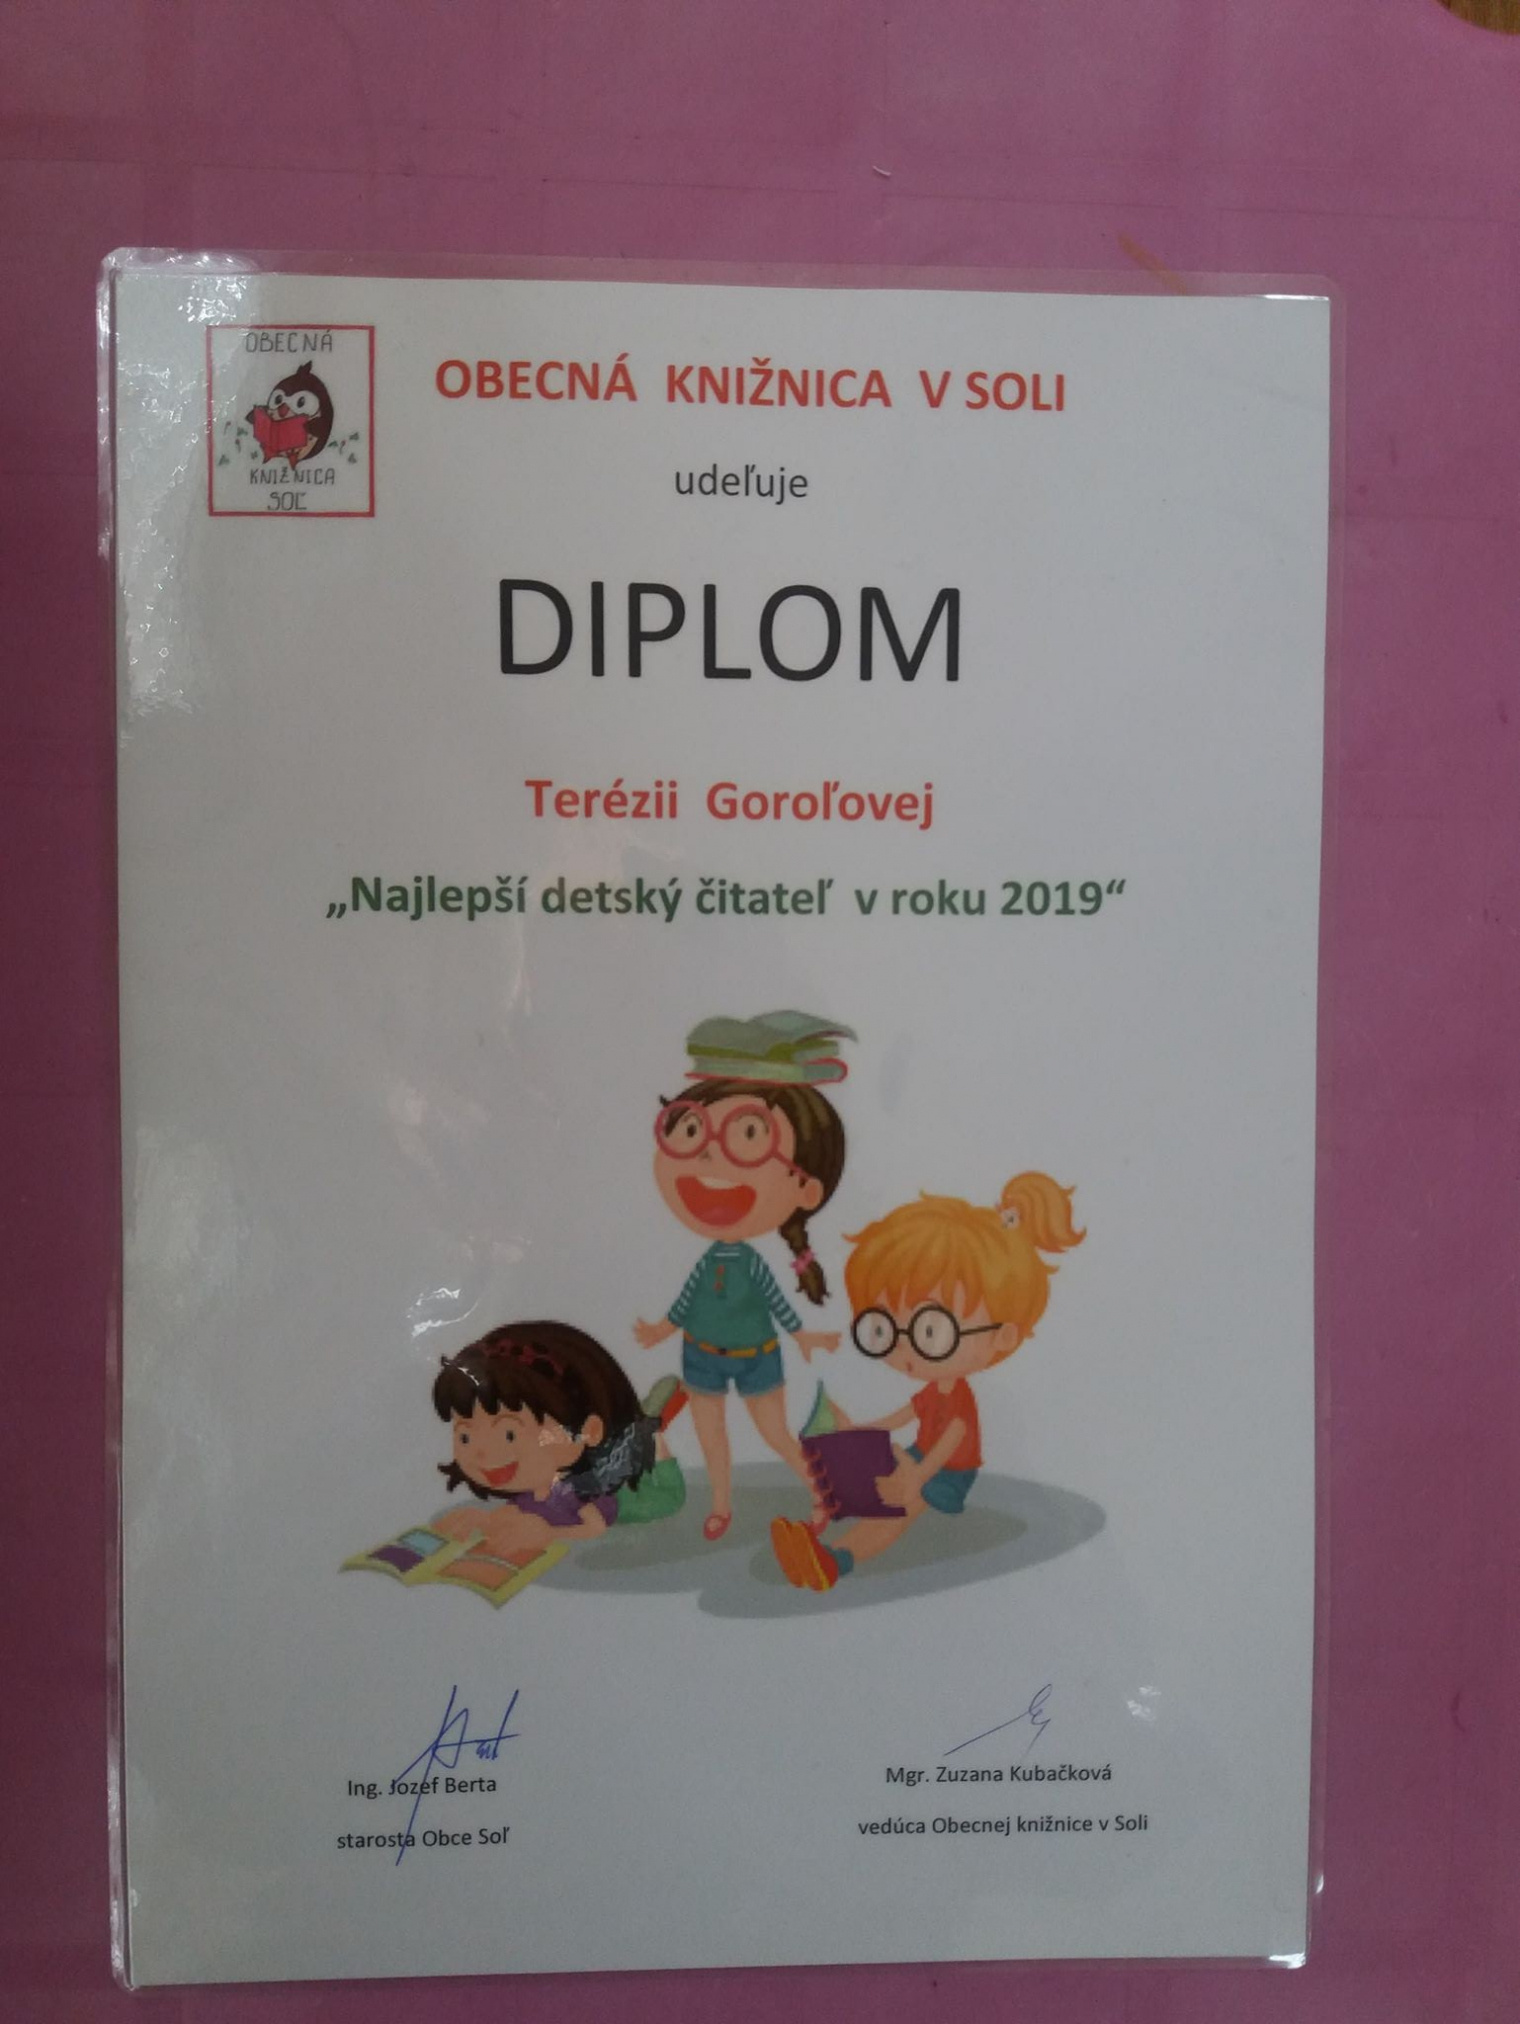 OBECNÁ
KNIŽNICA
SOĽ
OBECNÁ KNIŽNICA V SOLI
udeľuje
DIPLOM
Terézii Goroľovej
„Najlepší detský čitateľ v roku 2019“
Ing. Jozef Berta
starosta Obce Soľ
Mgr. Zuzana Kubačková
vedúca Obecnej knižnice v Soli